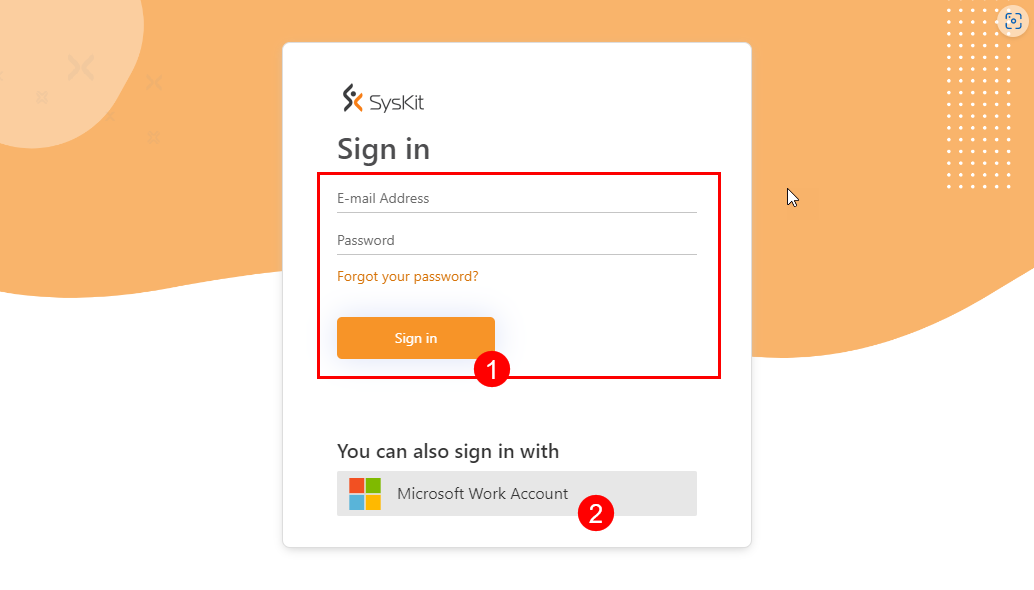 SysKit
Sign in
E-mail Address
Password
Forgot your password?
Sign in
1
You can also sign in with
Microsoft Work Account
2